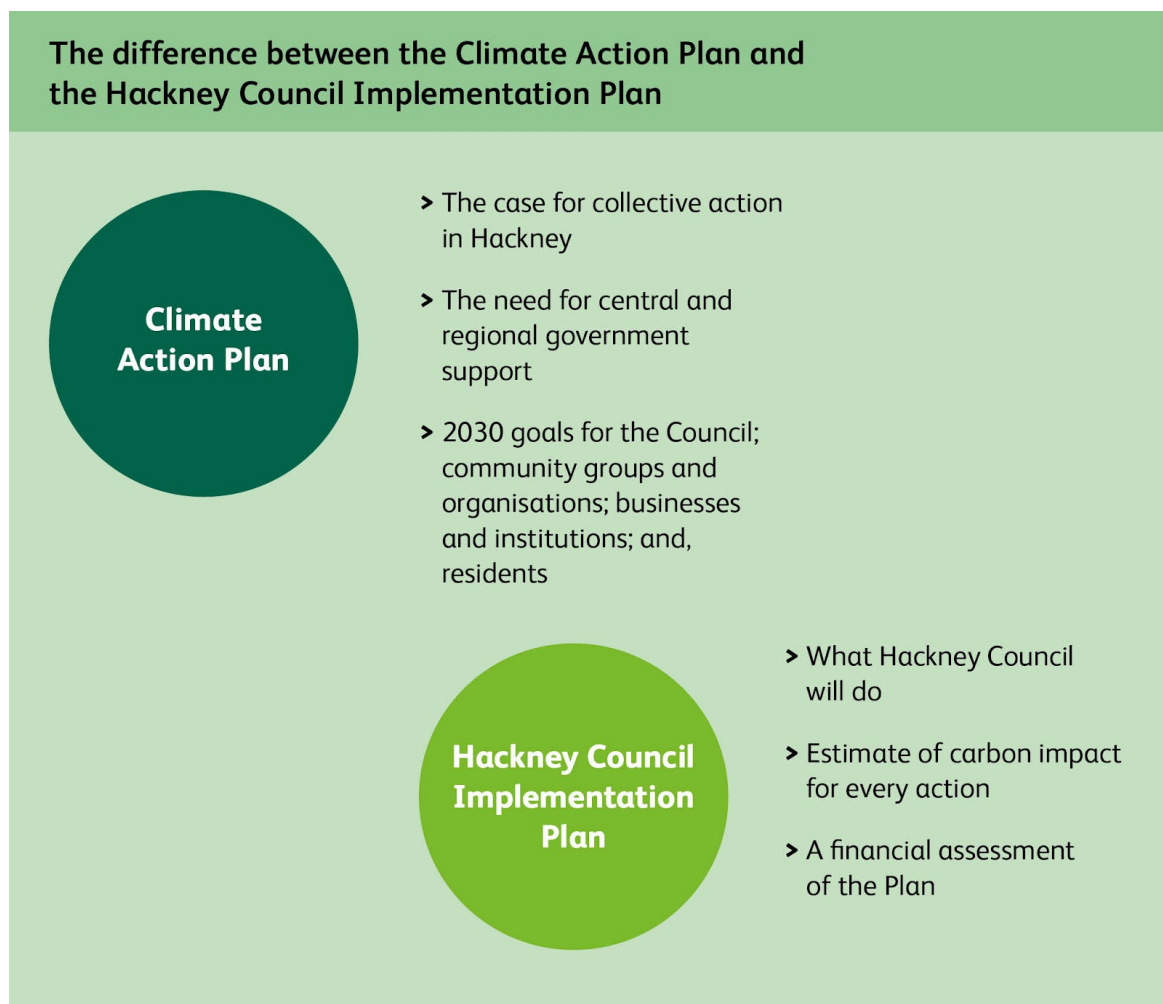 The difference between the Climate Action Plan and
the Hackney Council Implementation Plan
Climate
Action Plan
> The case for collective action
in Hackney
> The need for central and
regional government
support
> 2030 goals for the Council;
community groups and
organisations; businesses
and institutions; and,
residents
Hackney Council
Implementation
Plan
> What Hackney Council
will do
> Estimate of carbon impact
for every action
> A financial assessment
of the Plan